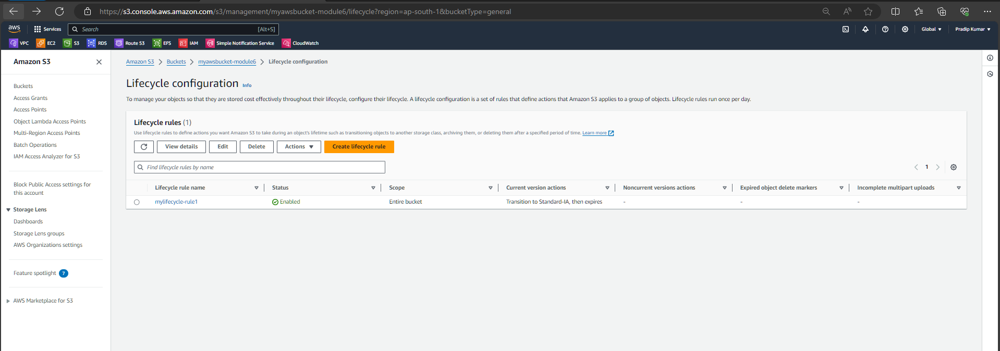 https://s3.console.aws.amazon.com/s3/management/myawsbucket-module6/lifecycle?region=ap-south-1&bucketType=general
aws Services Search [Alt+S] Global Pradip Kumar
VPC EC2 S3 RDS Route 53 EFS IAM Simple Notification Service CloudWatch
Amazon S3
Buckets
Access Grants
Access Points
Object Lambda Access Points
Multi-Region Access Points
Batch Operations
IAM Access Analyzer for S3
Block Public Access settings for
this account
Storage Lens
Dashboards
Storage Lens groups
AWS Organizations settings
Feature spotlight 7
AWS Marketplace for S3
Amazon S3 Buckets myawsbucket-module6 Lifecycle configuration
Lifecycle configuration Info
To manage your objects so that they are stored cost effectively throughout their lifecycle, configure their lifecycle. A lifecycle configuration is a set of rules that define actions that Amazon S3 applies to a group of objects. Lifecycle rules run once per day.
Lifecycle rules (1)
Use lifecycle rules to define actions you want Amazon S3 to take during an object's lifetime such as transitioning objects to another storage class, archiving them, or deleting them after a specified period of time. Learn more
View details Edit Delete Actions Create lifecycle rule
Find lifecycle rules by name 1
Lifecycle rule name Status Scope Current version actions Noncurrent versions actions Expired object delete markers Incomplete multipart uploads
mylifecycle-rule1 Enabled Entire bucket Transition to Standard-IA, then expires - - -